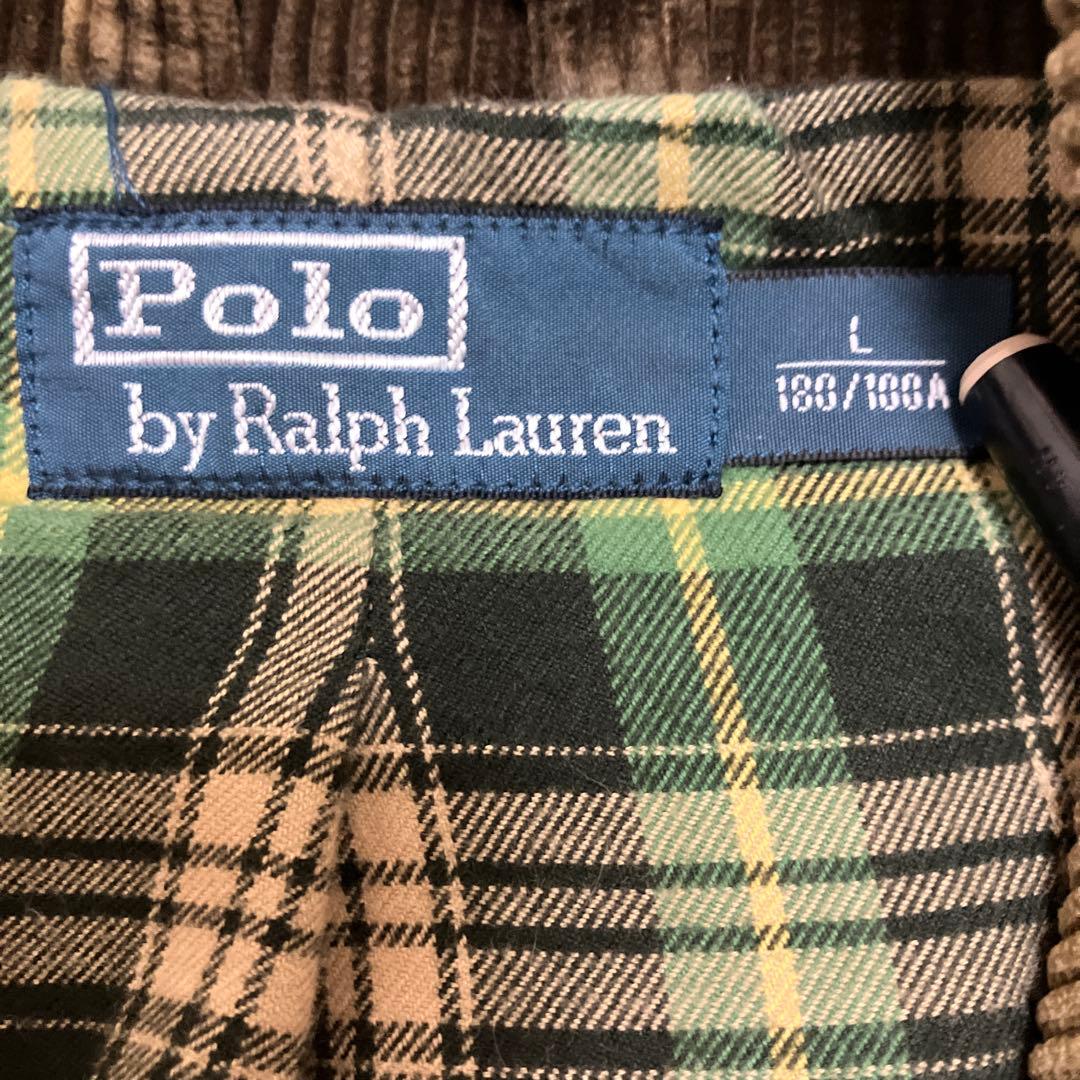 Polo
by Ralph Lauren
L
180/100A